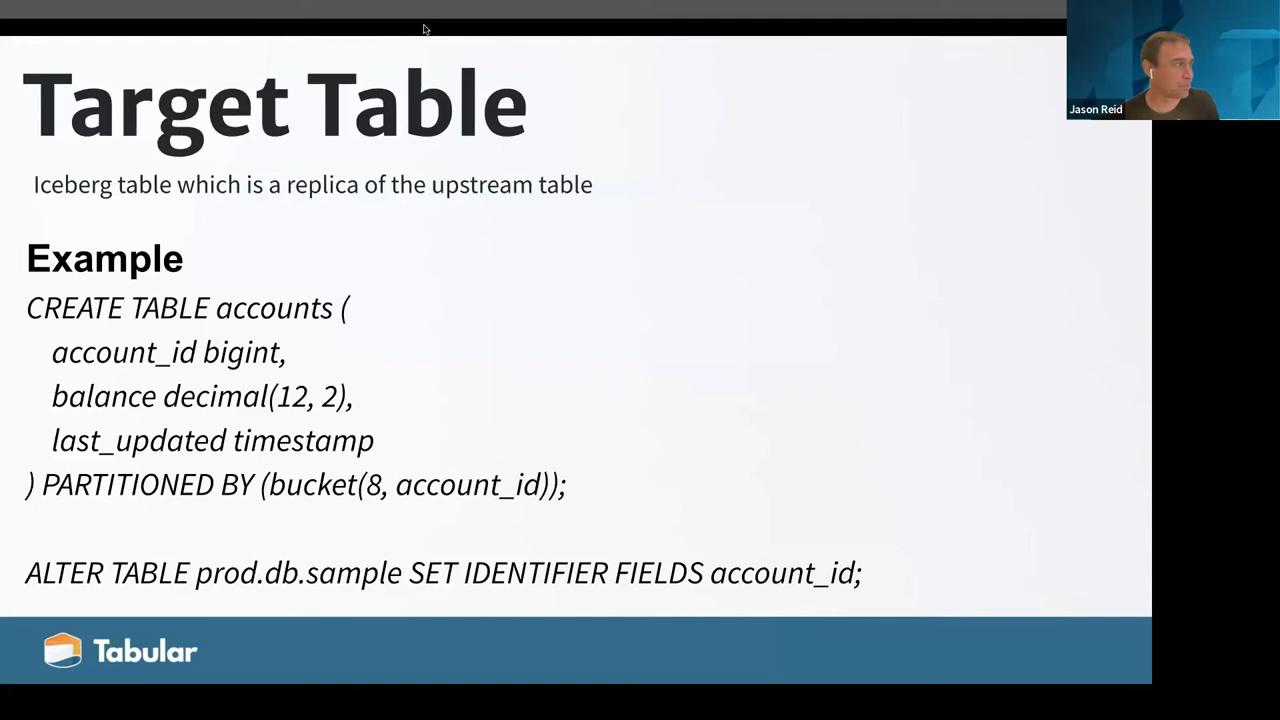 Target Table
Jason Reid
Iceberg table which is a replica of the upstream table
Example
CREATE TABLE accounts (
account_id bigint,
balance decimal(12, 2),
last_updated timestamp
) PARTITIONED BY (bucket(8, account_id));
ALTER TABLE prod.db.sample SET IDENTIFIER FIELDS account_id;
Tabular